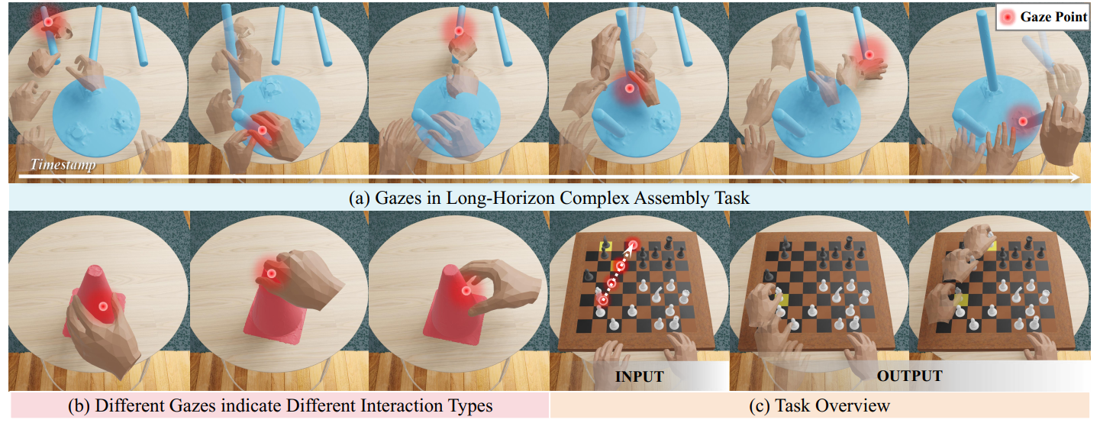 Gaze Point
Timestamp
(a) Gazes in Long-Horizon Complex Assembly Task
INPUT
OUTPUT
(b) Different Gazes indicate Different Interaction Types
(c) Task Overview